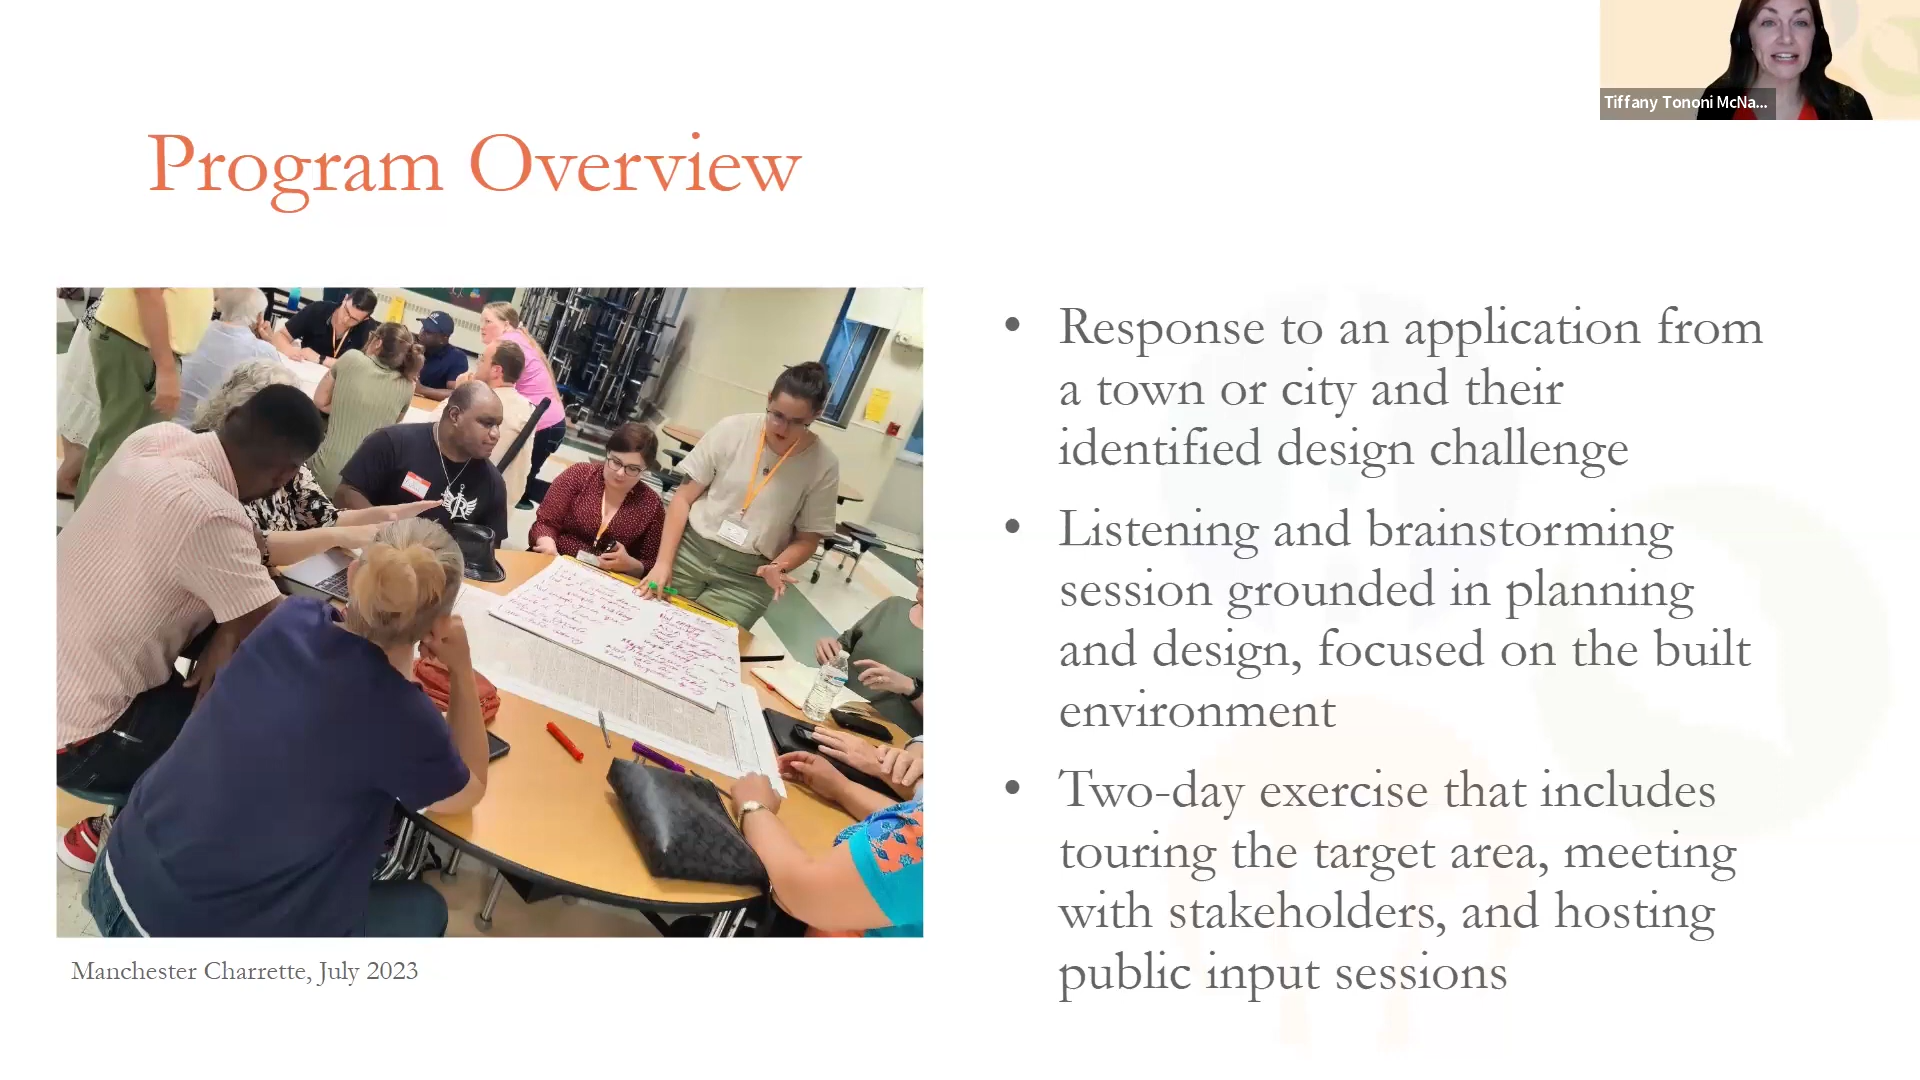 Tiffany Tononi McNa...
Program Overview
• Response to an application from
a town or city and their
identified design challenge
• Listening and brainstorming
session grounded in planning
and design, focused on the built
environment
• Two-day exercise that includes
touring the target area, meeting
with stakeholders, and hosting
public input sessions
Manchester Charrette, July 2023